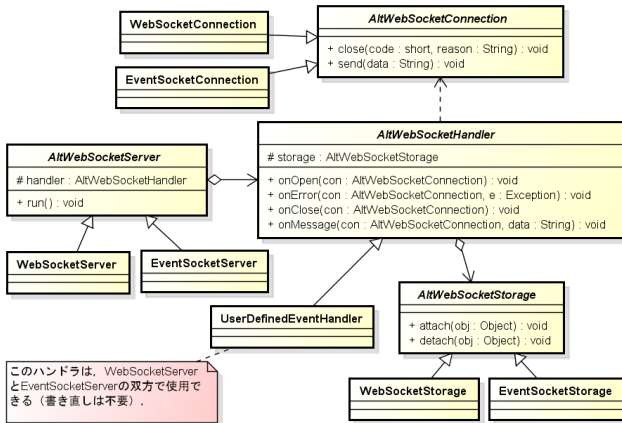 WebSocketConnection
EventSocketConnection
AltWebSocketConnection
+ close(code : short, reason : String) : void
+ send(data : String) : void
AltWebSocketServer
# handler : AltWebSocketHandler
+ run() : void
AltWebSocketHandler
# storage : AltWebSocketStorage
+ onOpen(con : AltWebSocketConnection) : void
+ onError(con : AltWebSocketConnection, e : Exception) : void
+ onClose(con : AltWebSocketConnection) : void
+ onMessage(con : AltWebSocketConnection, data : String) : void
WebSocketServer
EventSocketServer
UserDefinedEventHandler
AltWebSocketStorage
+ attach(obj : Object) : void
+ detach(obj : Object) : void
WebSocketStorage
EventSocketStorage
このハンドラは，WebSocketServer
とEventSocketServerの双方で使用で
きる（書き直しは不要）．